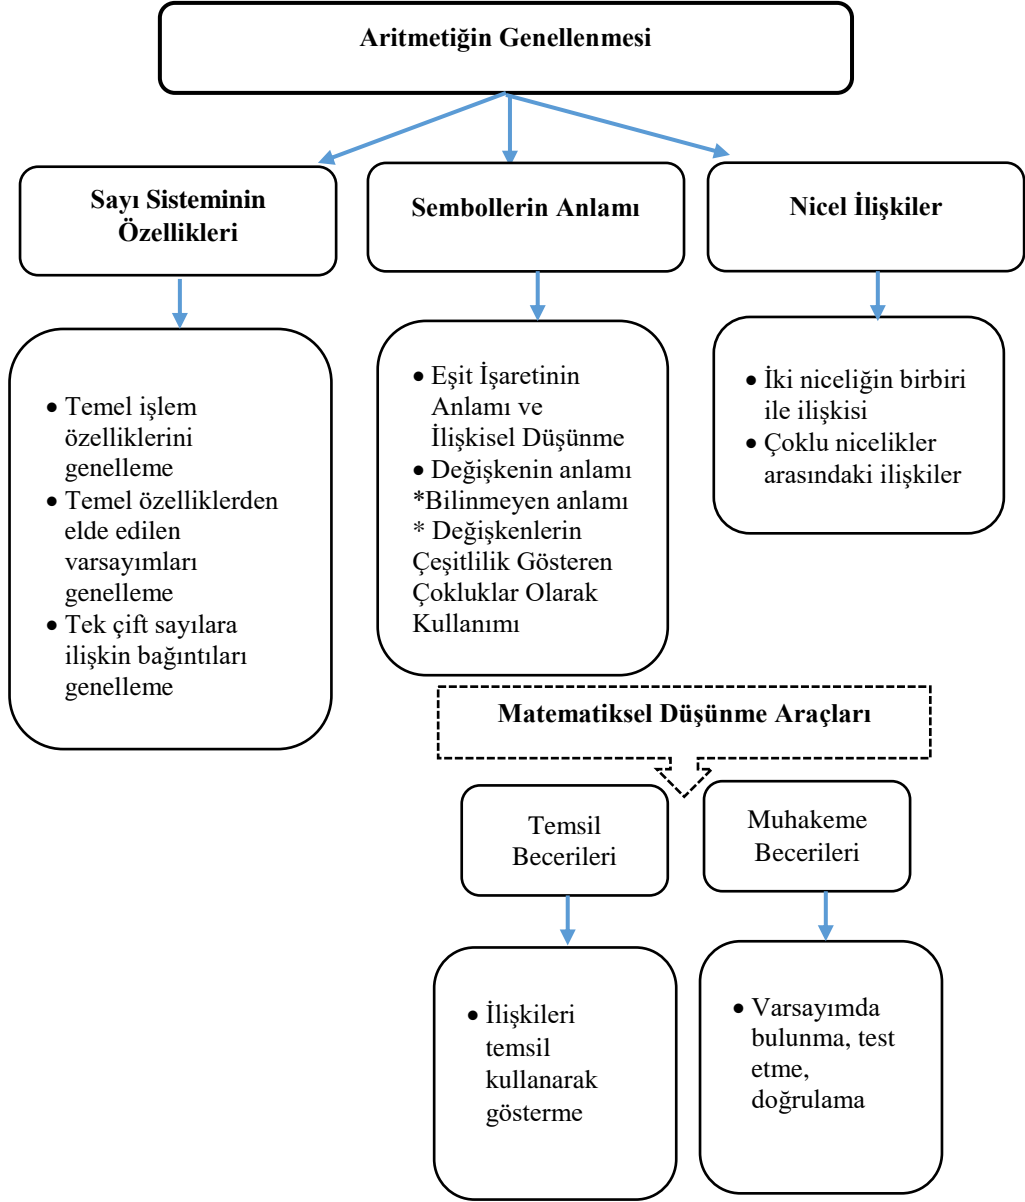 Aritmetiğin Genellenmesi
Sayı Sisteminin
Özellikleri
Sembollerin Anlamı
Nicel İlişkiler
• Temel işlem
özelliklerini
genelleme
• Temel özelliklerden
elde edilen
varsayımları
genelleme
• Tek çift sayılara
ilişkin bağıntıları
genelleme
• Eşit İşaretinin
Anlamı ve
İlişkisel Düşünme
• Değişkenin anlamı
*Bilinmeyen anlamı
* Değişkenlerin
Çeşitlilik Gösteren
Çokluklar Olarak
Kullanımı
• İki niceliğin birbiri
ile ilişkisi
• Çoklu nicelikler
arasındaki ilişkiler
Matematiksel Düşünme Araçları
Temsil
Becerileri
Muhakeme
Becerileri
• İlişkileri
temsil
kullanarak
gösterme
• Varsayımda
bulunma, test
etme,
doğrulama